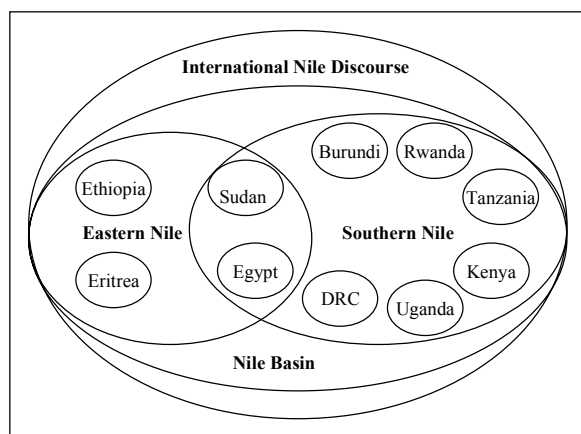 International Nile Discourse
Burundi
Rwanda
Ethiopia
Sudan
Tanzania
Eastern Nile
Southern Nile
Eritrea
Egypt
Kenya
DRC
Uganda
Nile Basin